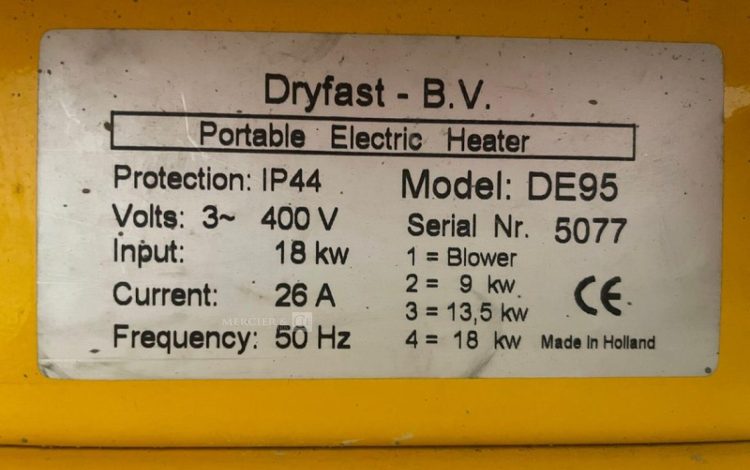 Dryfast - B.V.
Portable Electric Heater
Protection: IP44
Volts: 3~ 400 V
Input: 18 kw
Current: 26 A
Frequency: 50 Hz
Model: DE95
Serial Nr. 5077
1 = Blower
2 = 9 kw
3 = 13,5 kw
4 = 18 kw
CE
Made In Holland
MERCIER &